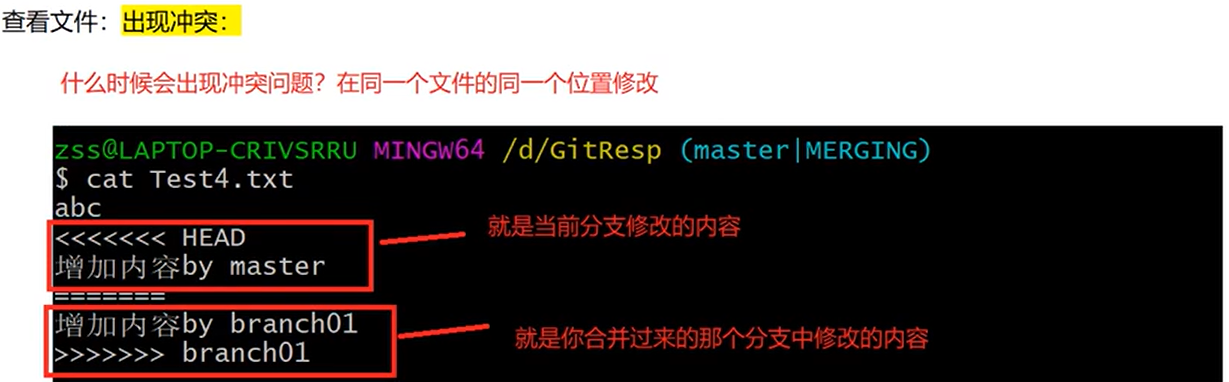 查看文件：出现冲突：
什么时候会出现冲突问题？在同一个文件的同一个位置修改
zss@LAPTOP-CRIVSRRU MINGW64 /d/GitResp (master|MERGING)
$ cat Test4.txt
abc
<<<<<<< HEAD
就是当前分支修改的内容
增加内容by master
=======
增加内容by branch01
就是你合并过来的那个分支中修改的内容
>>>>>>> branch01